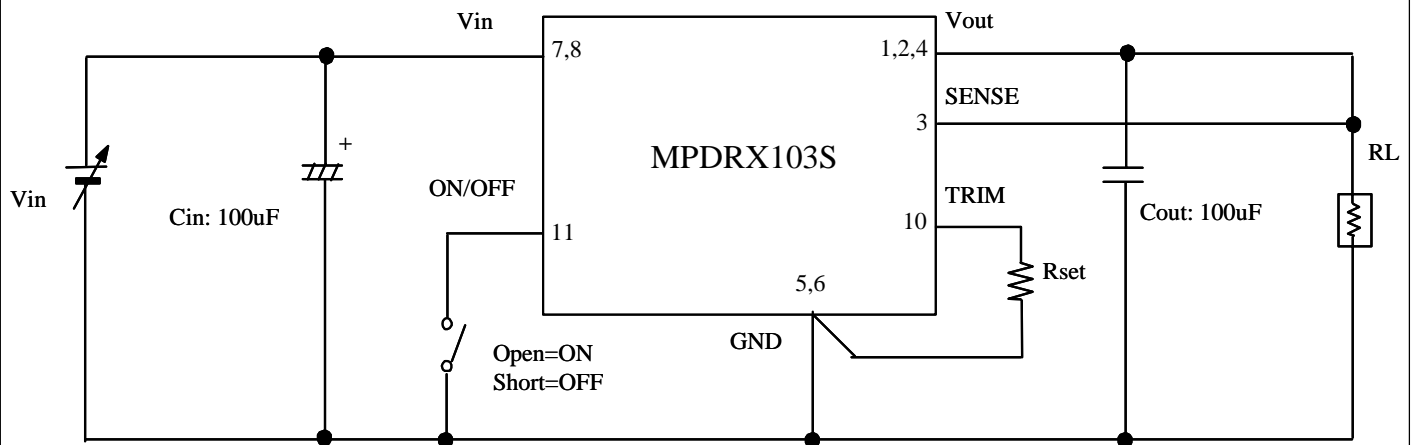 Vin
Vout
7,8
1,2,4
SENSE
3
+
MPDRX103S
RL
Vin
ON/OFF
TRIM
Cin: 100uF
Cout: 100uF
11
10
Rset
5,6
GND
Open=ON
Short=OFF